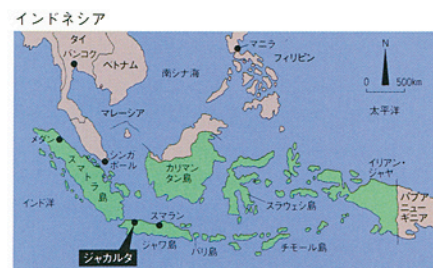 インドネシア
タイ
バンコク
ベトナム
南シナ海
マニラ
フィリピン
N
0 500km
太平洋
マレーシア
メダン
シンガ
ポール
スマトラ島
カリマン
タン島
イリアン・
ジャヤ
パプア・
ニュー
ギニア
スラウェシ島
インド洋
スマラン
ジャワ島
ジャカルタ
バリ島
チモール島